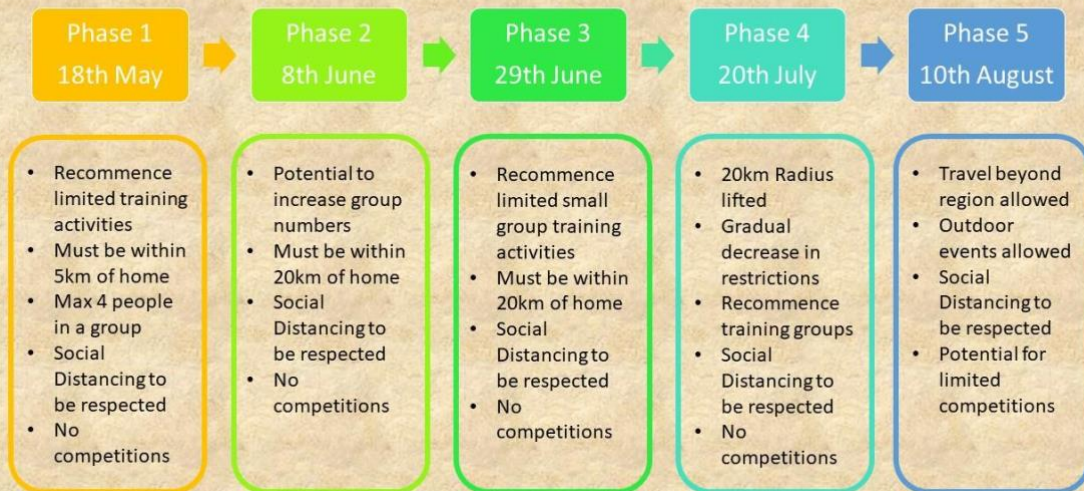 Phase 1
18th May
Phase 2
8th June
Phase 3
29th June
Phase 4
20th July
Phase 5
10th August
• Recommence
limited training
activities
• Must be within
5km of home
• Max 4 people
in a group
• Social
Distancing to
be respected
• No
competitions
• Potential to
increase group
numbers
• Must be within
20km of home
• Social
Distancing to
be respected
• No
competitions
• Recommence
limited small
group training
activities
• Must be within
20km of home
• Social
Distancing to
be respected
• No
competitions
• 20km Radius
lifted
• Gradual
decrease in
restrictions
• Recommence
training groups
• Social
Distancing to
be respected
• No
competitions
• Travel beyond
region allowed
• Outdoor
events allowed
• Social
Distancing to
be respected
• Potential for
limited
competitions